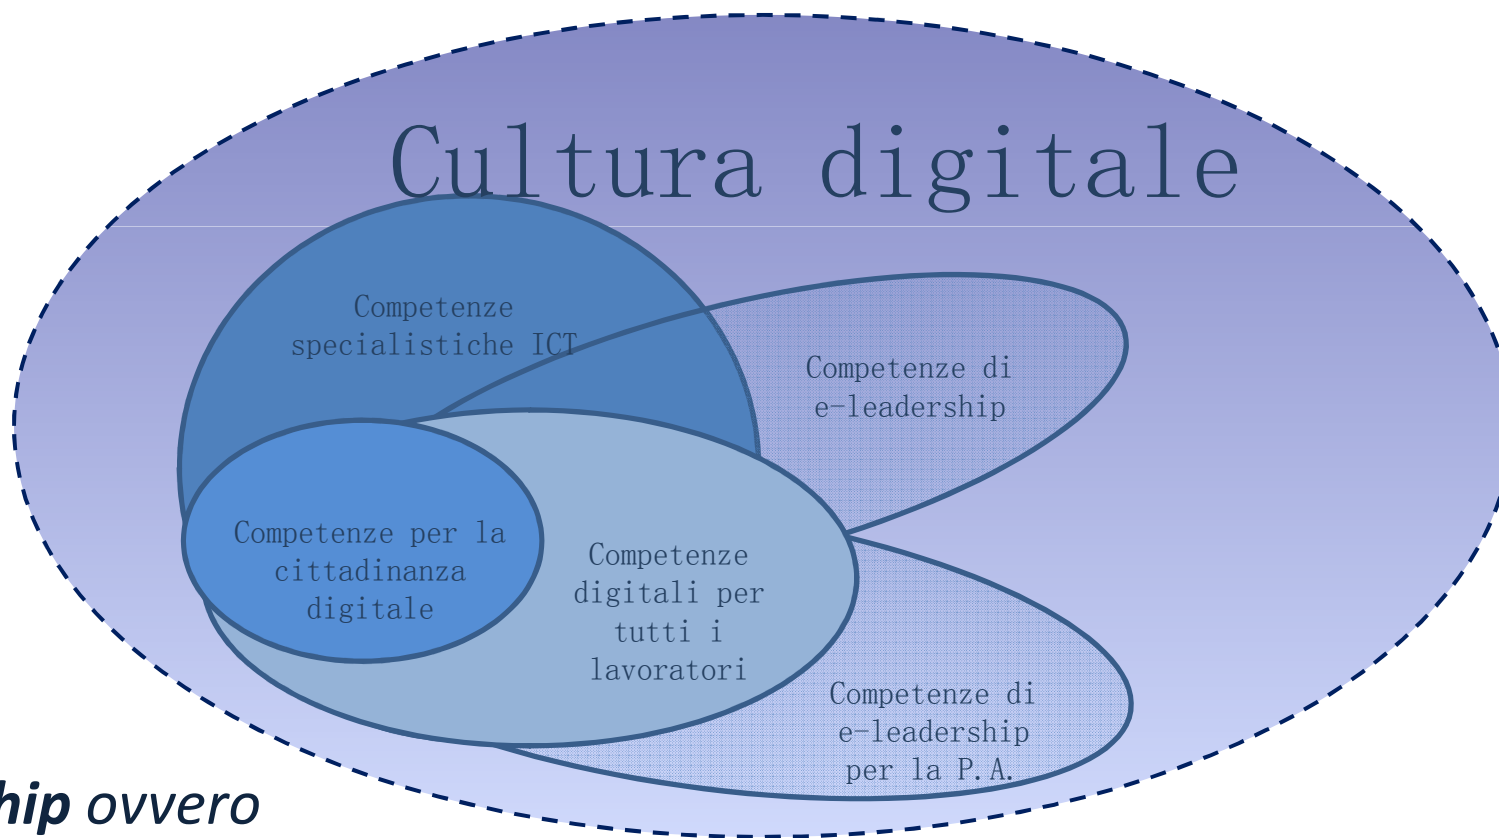 Cultura digitale
Competenze
specialistiche ICT
Competenze di
e-leadership
Competenze per la
cittadinanza
digitale
Competenze
digitali per
tutti i
lavoratori
Competenze di
e-leadership
per la P.A.
hip ovvero